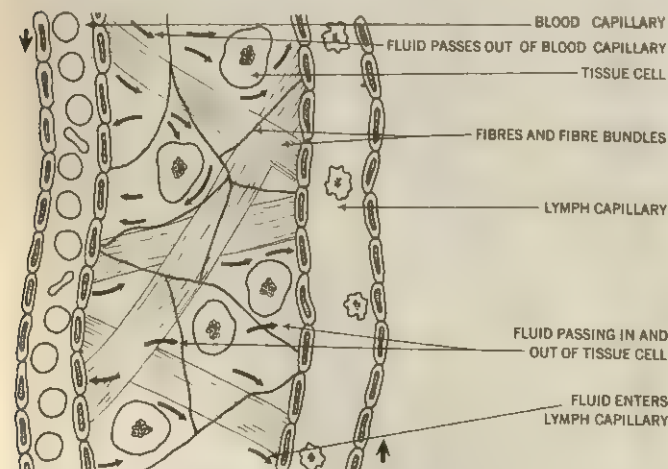 BLOOD CAPILLARY
FLUID PASSES OUT OF BLOOD CAPILLARY
TISSUE CELL
FIBRES AND FIBRE BUNDLES
LYMPH CAPILLARY
FLUID PASSING IN AND
OUT OF TISSUE CELL
FLUID ENTERS
LYMPH CAPILLARY